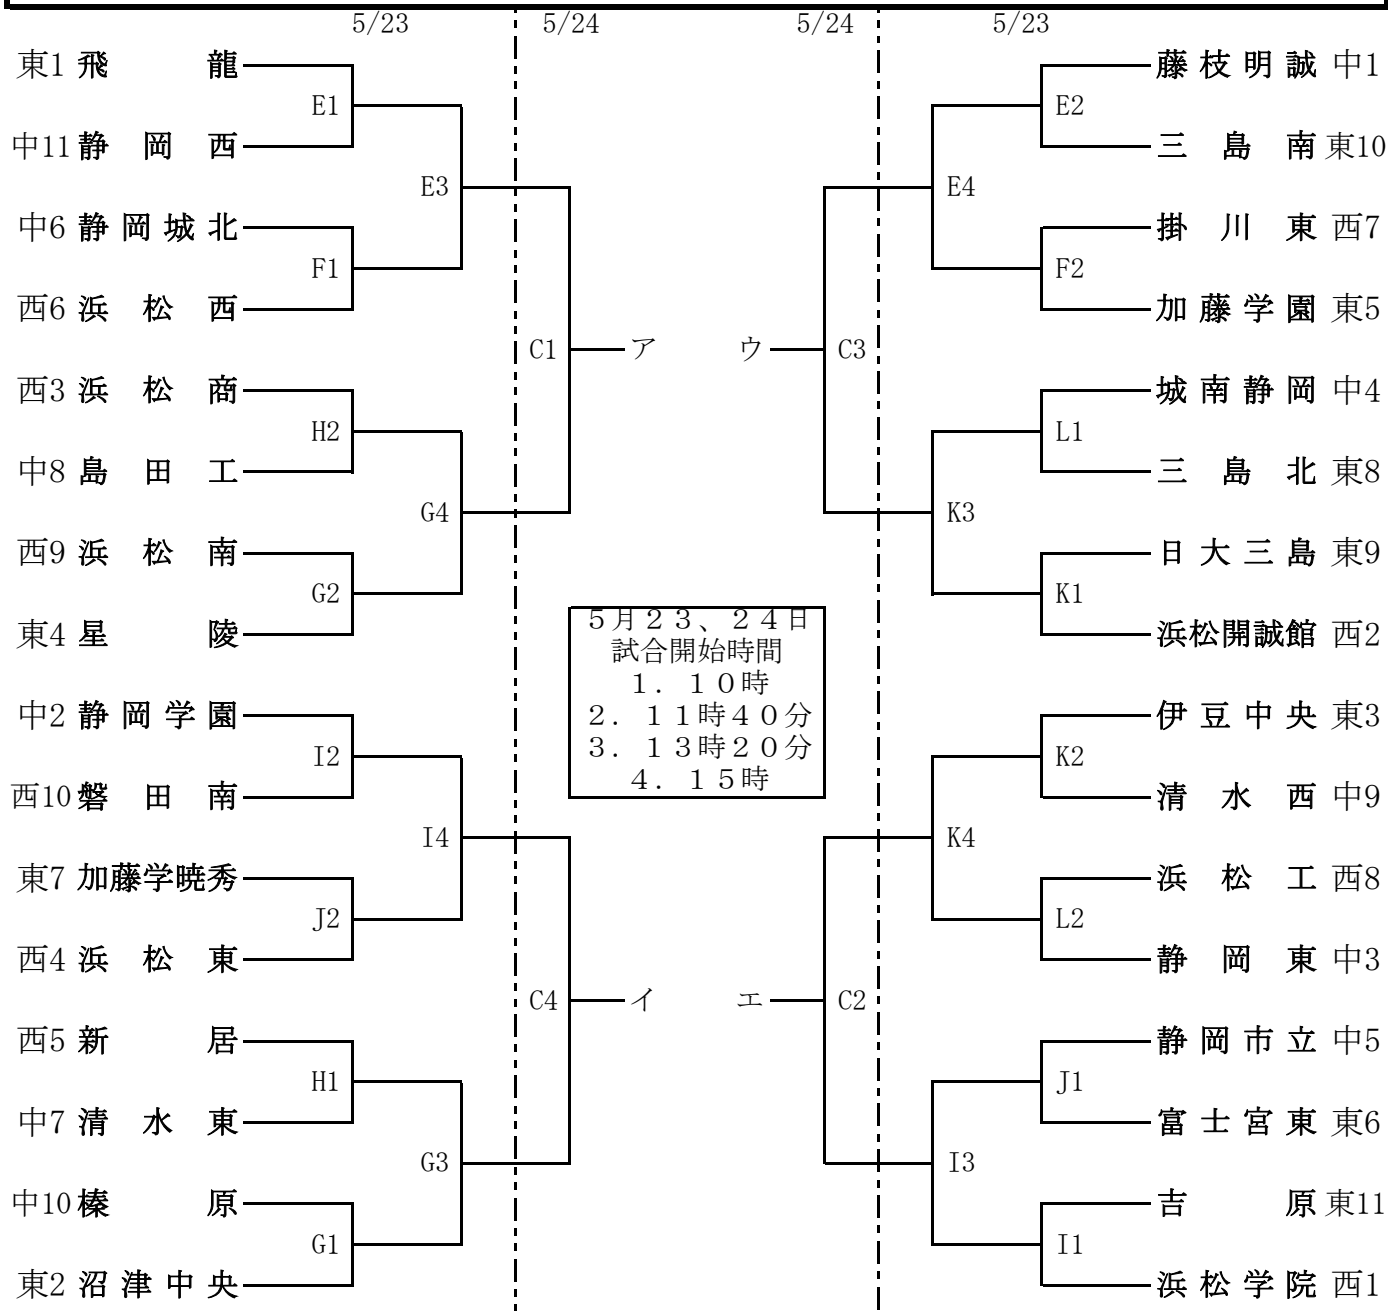 5/23 5/24 5/24 5/23
東1 飛龍 藤枝明誠 中1
E1 E2
中11 静岡西 三島南 東10
E3 E4
中6 静岡城北 掛川東 西7
F1 F2
西6 浜松西 加藤学園 東5
C1 ア ウ C3
西3 浜松商 城南静岡 中4
H2 L1
中8 島田工 三島北 東8
G4 K3
西9 浜松南 日大三島 東9
G2 K1
5月23、24日
東4 星陵 浜松開誠館 西2
試合開始時間
1. 10時
中2 静岡学園 2. 11時40分 伊豆中央 東3
I2 3. 13時20分 K2
4. 15時
西10 磐田南 清水西 中9
I4 K4
東7 加藤学暁秀 浜松工 西8
J2 L2
西4 浜松東 静岡東 中3
C4 イ エ C2
西5 新居 静岡市立 中5
H1 J1
中7 清水東 富士宮東 東6
G3 I3
中10 榛原 吉原 東11
G1 I1
東2 沼津中央 浜松学院 西1